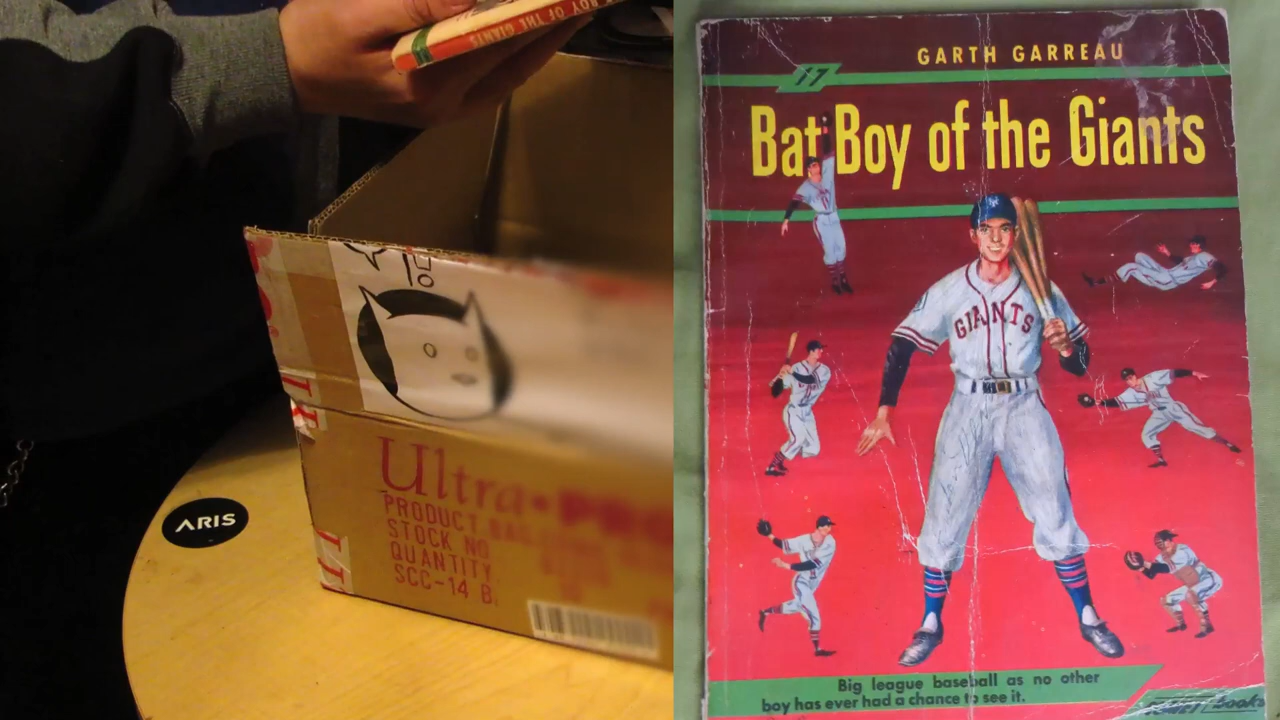 BOY OF THE GIANTS
ARIS
Ultra
PRODUCT
STOCK NO
QUANTITY
SCC-14 B.
GARTH GARREAU
17
Bat Boy of the Giants
GIANTS
Big league baseball as no other
boy has ever had a chance to see it.
books